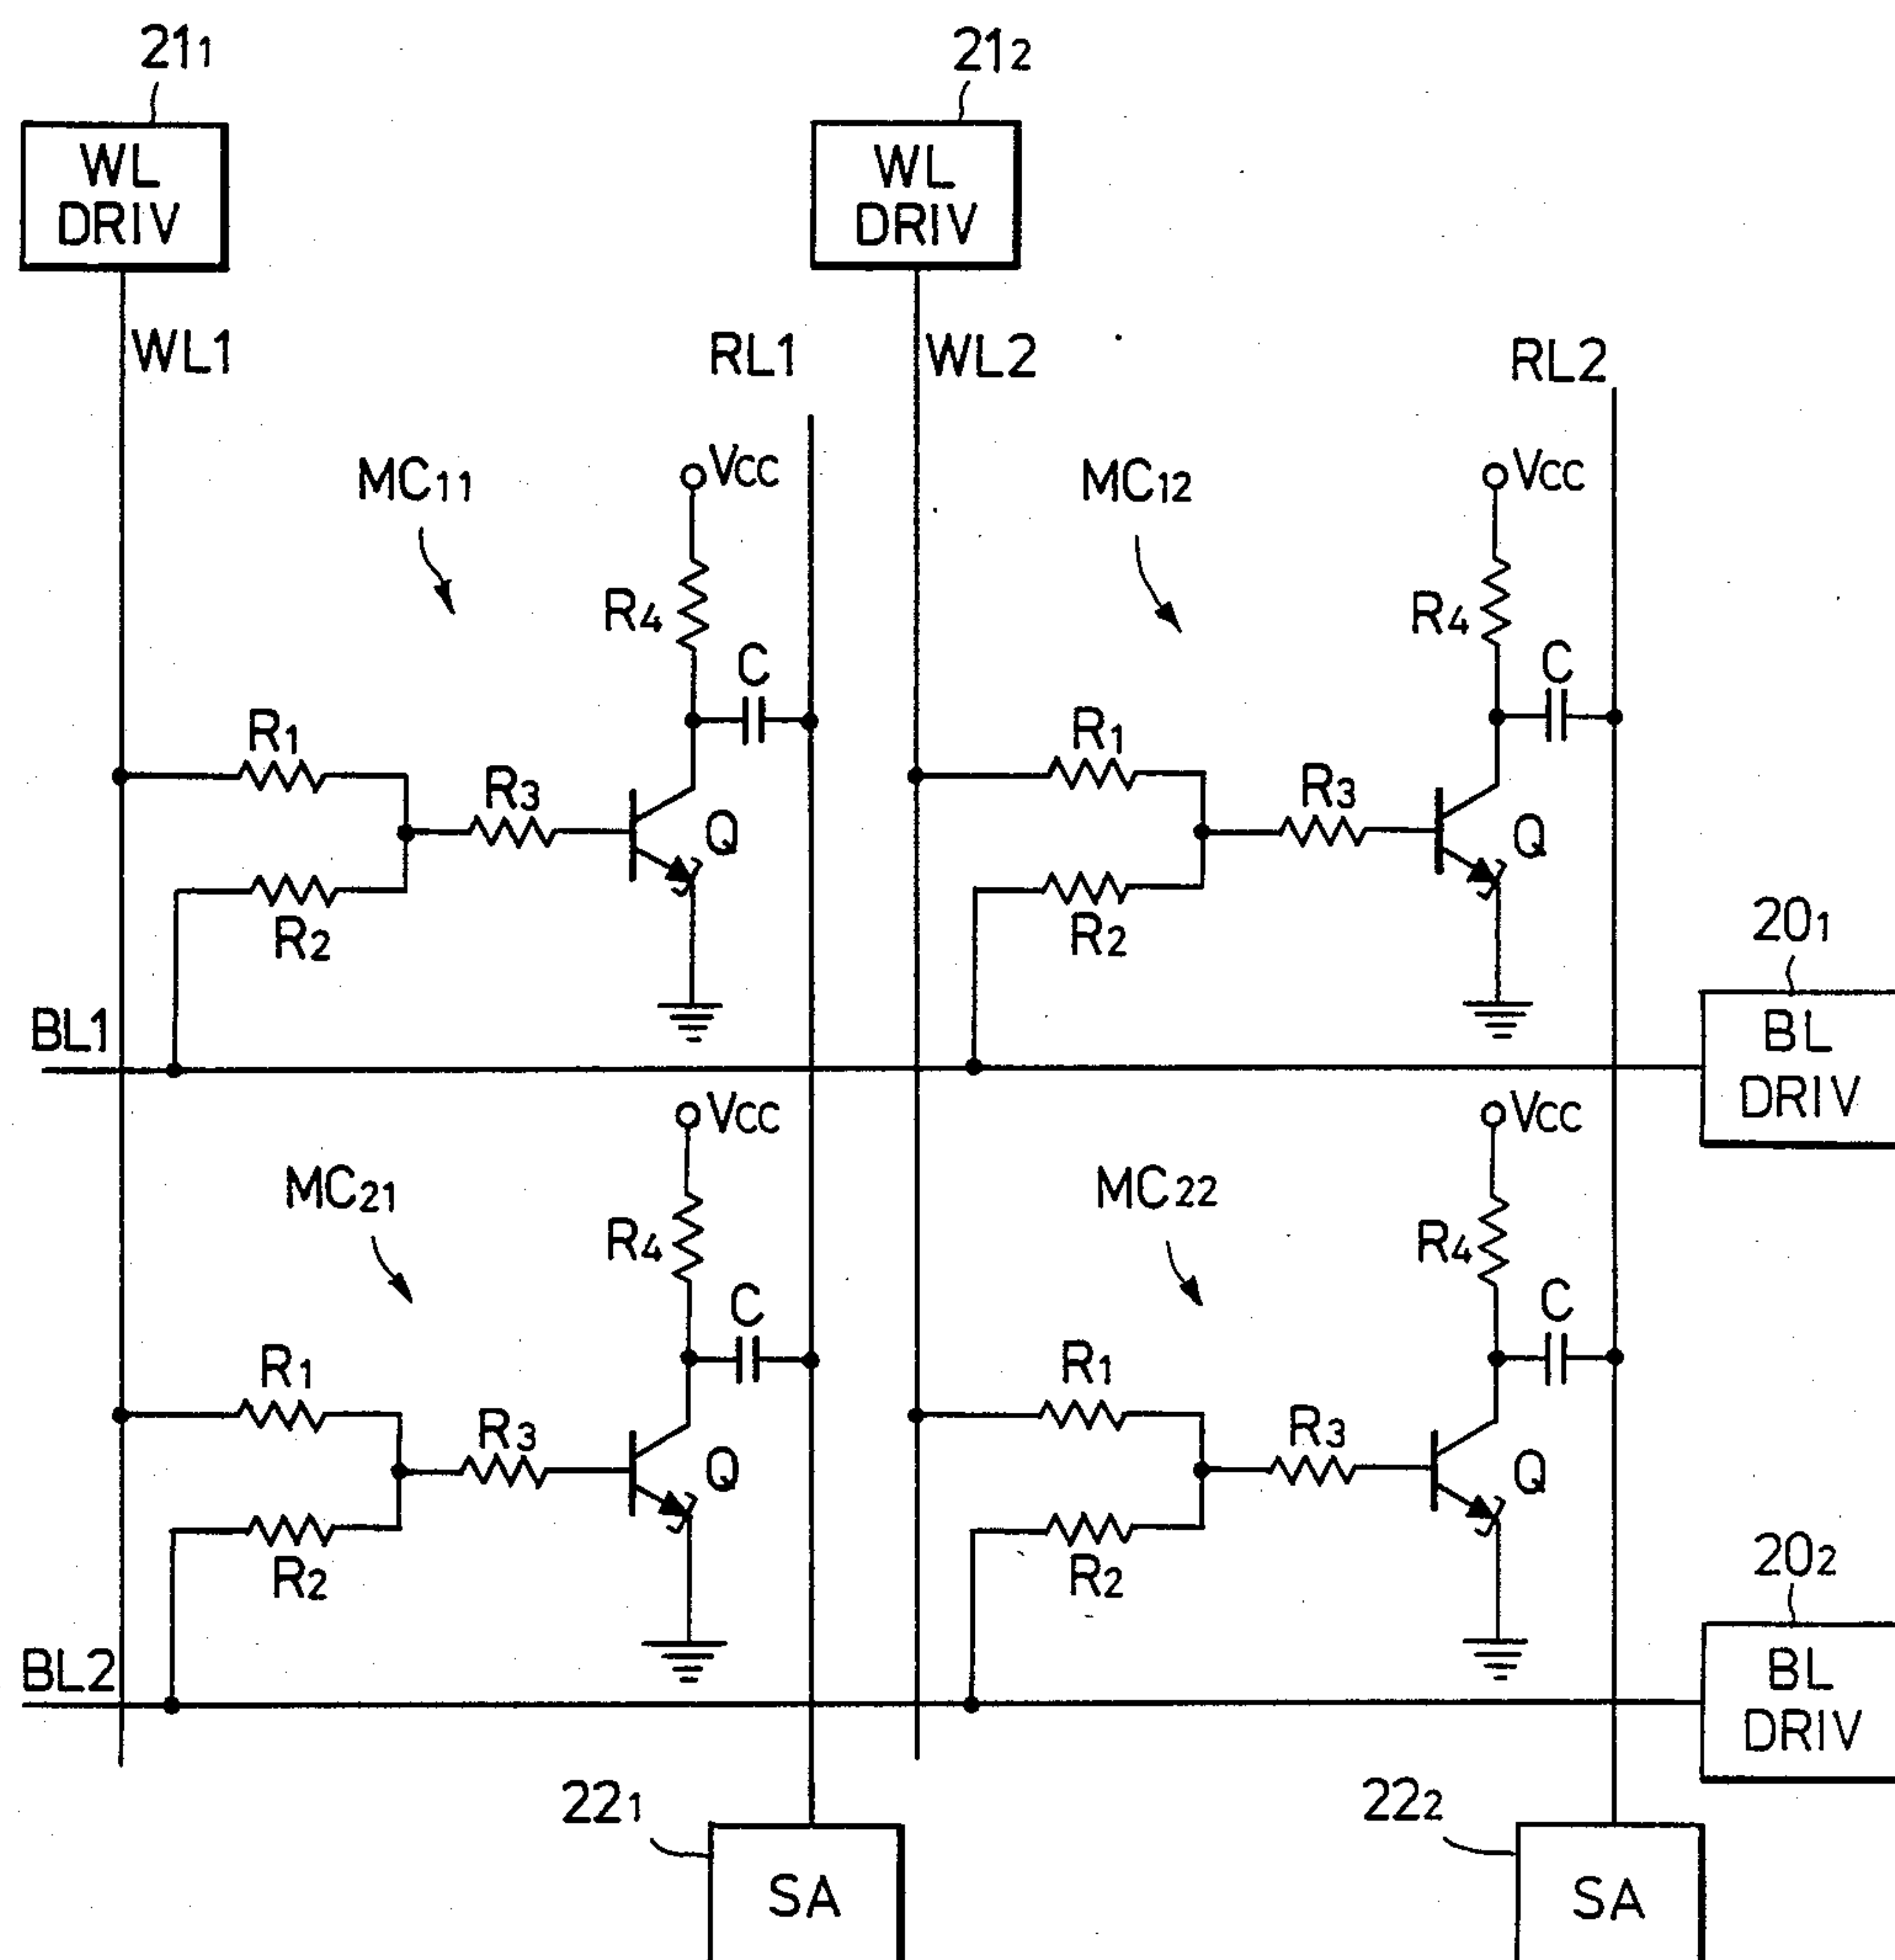 21₁
21₂
WL
DRIV
WL
DRIV
WL1
RL1
WL2
RL2
MC₁₁
VCC
MC₁₂
VCC
R₄
C
R₄
C
R₁
R₃
Q
R₂
R₁
R₃
Q
R₂
20₁
BL1
BL
DRIV
VCC
VCC
MC₂₁
MC₂₂
R₄
C
R₄
C
R₁
R₃
Q
R₂
R₁
R₃
Q
R₂
20₂
BL2
BL
DRIV
22₁
22₂
SA
SA